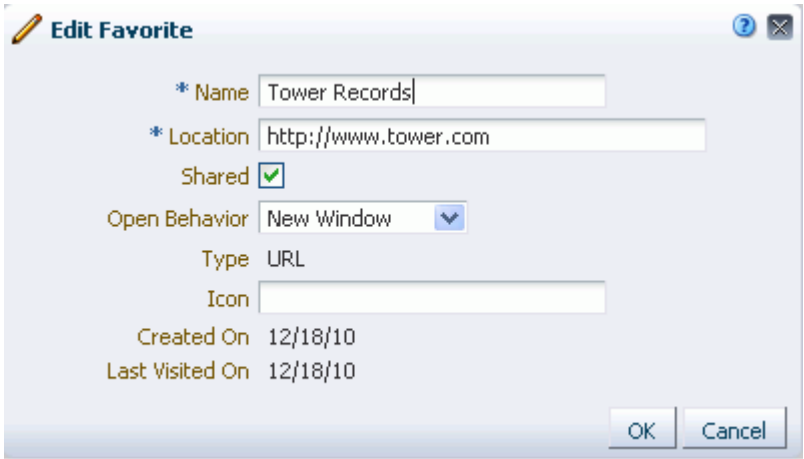 Edit Favorite
* Name Tower Records
* Location http://www.tower.com
Shared
Open Behavior New Window
Type URL
Icon
Created On 12/18/10
Last Visited On 12/18/10
OK Cancel